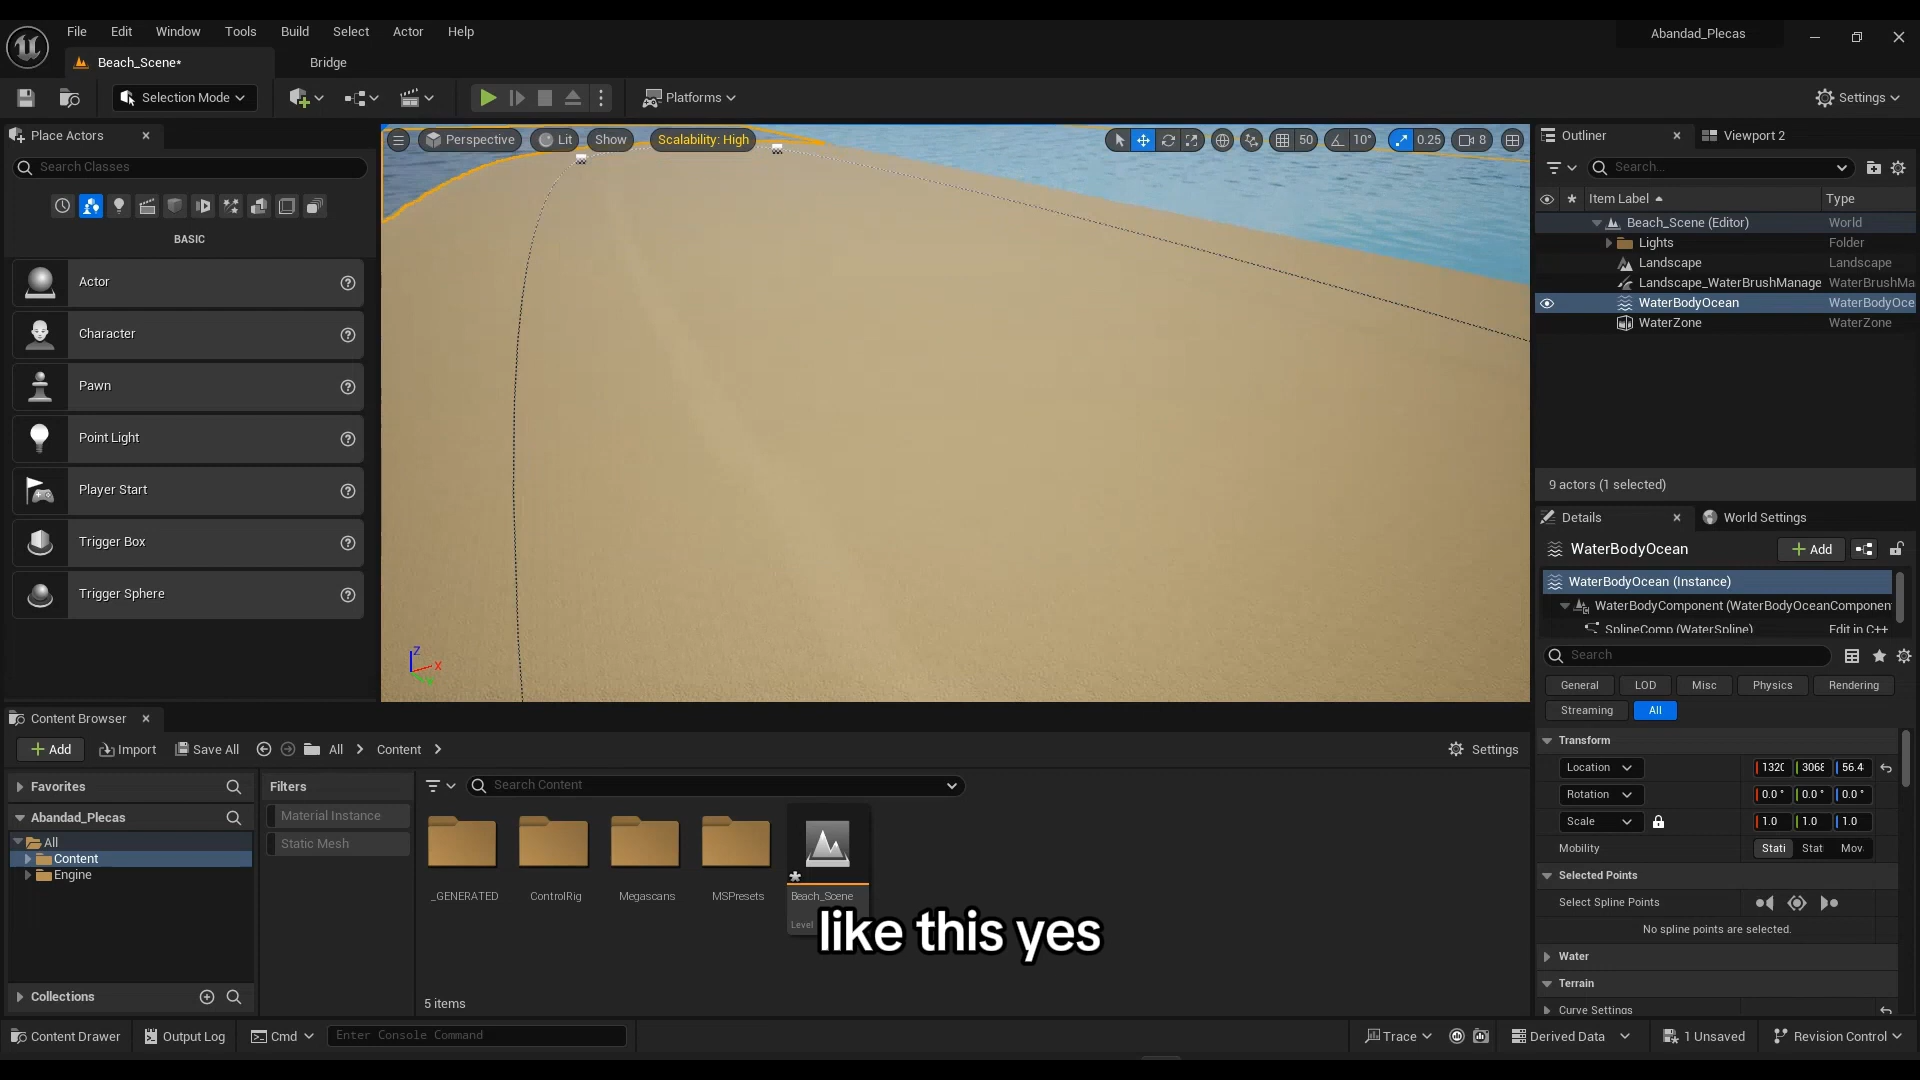 File Edit Window Tools Build Select Actor Help
Abandad_Plecas
Beach_Scene*
Bridge
Selection Mode
Platforms
Settings
Place Actors
Search Classes
BASIC
Actor
Character
Pawn
Point Light
Player Start
Trigger Box
Trigger Sphere
Perspective
Lit
Show
Scalability: High
50
10°
0.25
8
Z
X
Outliner
Viewport 2
Search...
Item Label
Type
Beach_Scene (Editor) World
Lights Folder
Landscape Landscape
Landscape_WaterBrushManage WaterBrushMa
WaterBodyOcean WaterBodyOce
WaterZone WaterZone
9 actors (1 selected)
Details
World Settings
WaterBodyOcean
Add
WaterBodyOcean (Instance)
WaterBodyComponent (WaterBodyOceanComponen
SplineComp (WaterSpline) Edit in C++
Search
General LOD Misc Physics Rendering
Streaming All
Transform
Location 132( 306ε 56.4
Rotation 0.0 ° 0.0 ° 0.0 °
Scale 1.0 1.0 1.0
Mobility Stati Stat Mov
Selected Points
Select Spline Points
No spline points are selected.
Water
Terrain
Curve Settings
Content Browser
Add Import Save All All Content Settings
Favorites
Abandad_Plecas
All
Content
Engine
Collections
Filters
Material Instance
Static Mesh
Search Content
_GENERATED
ControlRig
Megascans
MSPresets
Beach_Scene
Level
like this yes
5 items
Content Drawer Output Log Cmd Enter Console Command
Trace Derived Data 1 Unsaved Revision Control